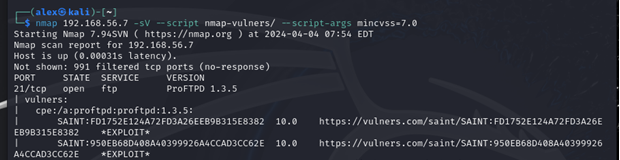 ┌──(alex㉿kali)-[~]
└─$ nmap 192.168.56.7 -sV --script nmap-vulners/ --script-args mincvss=7.0
Starting Nmap 7.94SVN ( https://nmap.org ) at 2024-04-04 07:54 EDT
Nmap scan report for 192.168.56.7
Host is up (0.00031s latency).
Not shown: 991 filtered tcp ports (no-response)
PORT     STATE  SERVICE     VERSION
21/tcp   open   ftp         ProFTPD 1.3.5
| vulners:
|   cpe:/a:proftpd:proftpd:1.3.5:
|       SAINT:FD1752E124A72FD3A26EEB9B315E8382  10.0    https://vulners.com/saint/SAINT:FD1752E124A72FD3A26E
EB9B315E8382    *EXPLOIT*
|       SAINT:950EB68D408A40399926A4CCAD3CC62E  10.0    https://vulners.com/saint/SAINT:950EB68D408A40399926
A4CCAD3CC62E    *EXPLOIT*